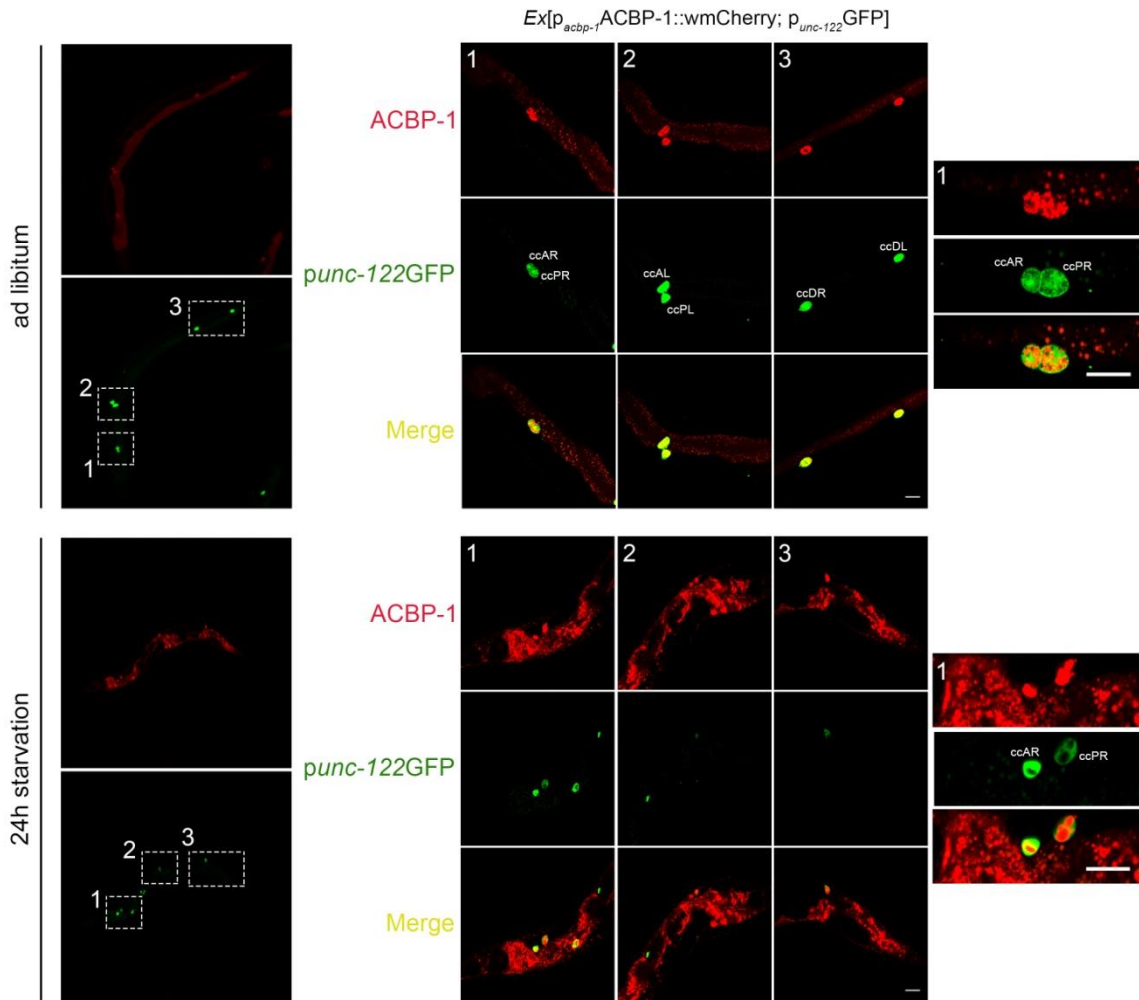 Ex[pacbp-1ACBP-1::wmCherry; punc-122GFP]
ad libitum
3
2
1
ACBP-1
punc-122GFP
Merge
1
2
3
ccAR
ccPR
ccAL
ccPL
ccDL
ccDR
1
ccAR
ccPR
24h starvation
2
3
1
ACBP-1
punc-122GFP
Merge
1
2
3
1
ccAR
ccPR